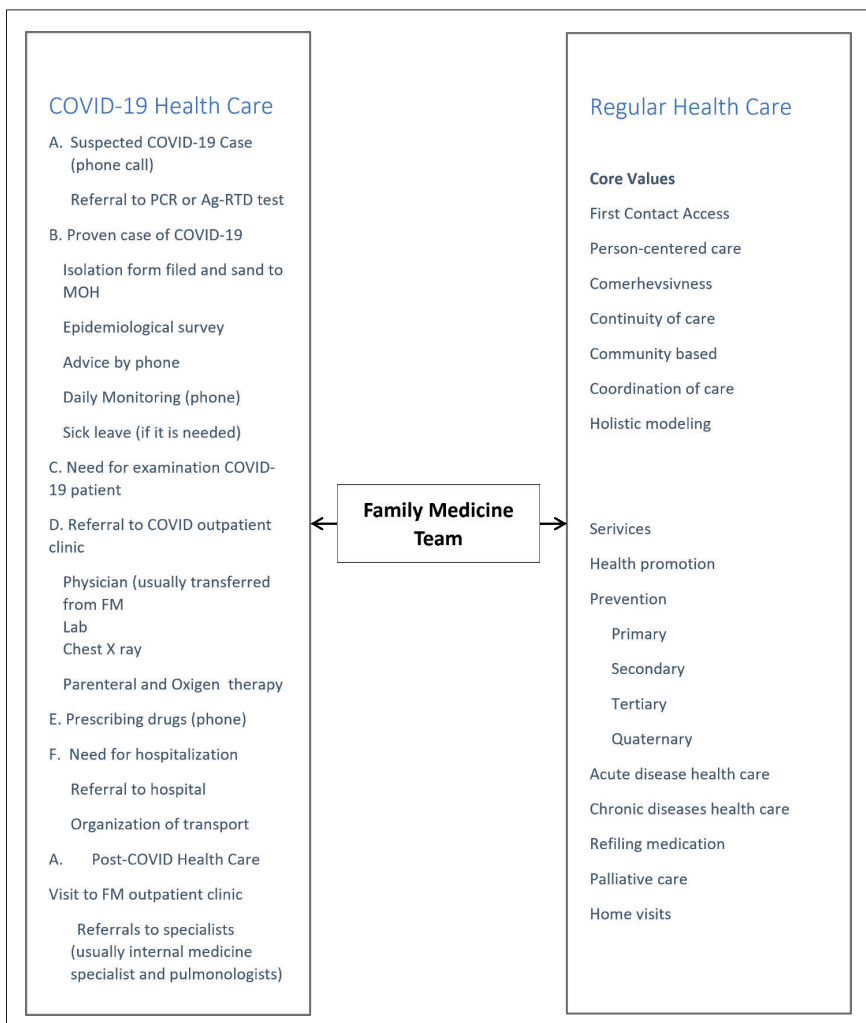 COVID-19 Health Care
A. Suspected COVID-19 Case
(phone call)
Referral to PCR or Ag-RTD test
B. Proven case of COVID-19
Isolation form filed and sand to
MOH
Epidemiological survey
Advice by phone
Daily Monitoring (phone)
Sick leave (if it is needed)
C. Need for examination COVID-
19 patient
D. Referral to COVID outpatient
clinic
Physician (usually transferred
from FM
Lab
Chest X ray
Parenteral and Oxigen therapy
E. Prescribing drugs (phone)
F. Need for hospitalization
Referral to hospital
Organization of transport
A. Post-COVID Health Care
Visit to FM outpatient clinic
Referrals to specialists
(usually internal medicine
specialist and pulmonologists)
Family Medicine
Team
Regular Health Care
Core Values
First Contact Access
Person-centered care
Comerhevsivness
Continuity of care
Community based
Coordination of care
Holistic modeling
Serivices
Health promotion
Prevention
Primary
Secondary
Tertiary
Quaternary
Acute disease health care
Chronic diseases health care
Refiling medication
Palliative care
Home visits